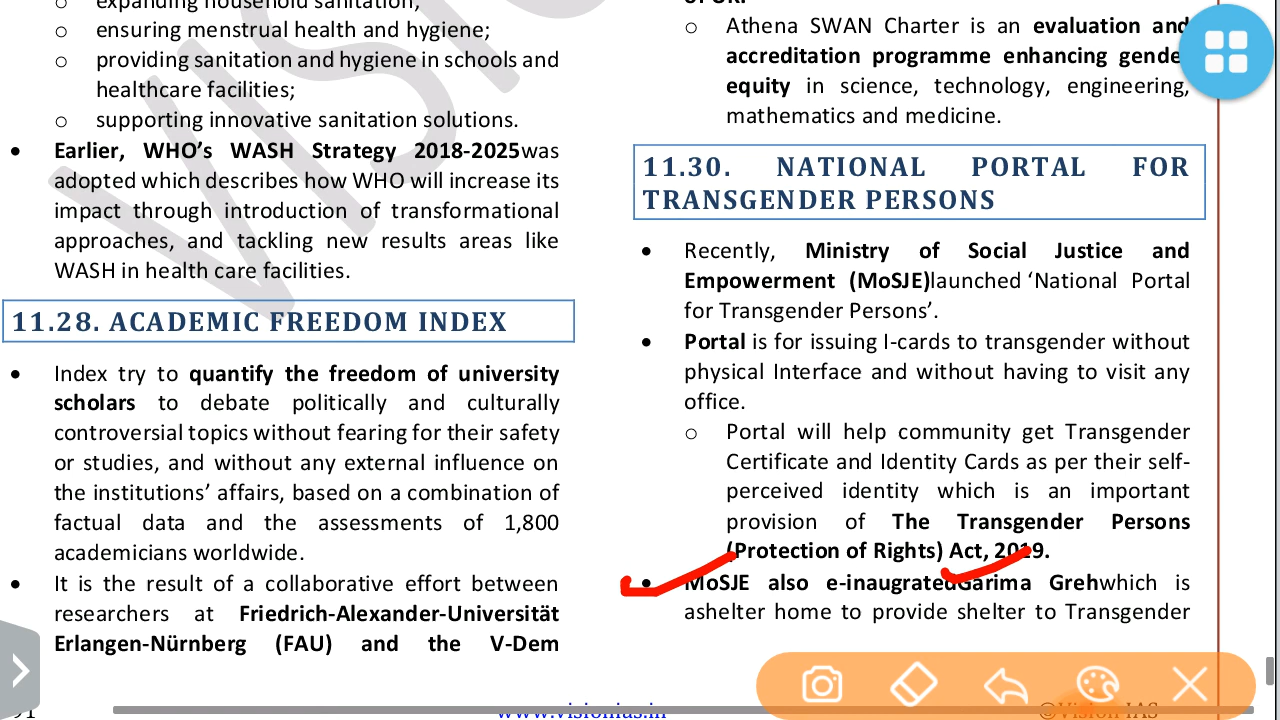 expanding household sanitation;
o ensuring menstrual health and hygiene;
o providing sanitation and hygiene in schools and
healthcare facilities;
o supporting innovative sanitation solutions.
• Earlier, WHO’s WASH Strategy 2018-2025was
adopted which describes how WHO will increase its
impact through introduction of transformational
approaches, and tackling new results areas like
WASH in health care facilities.
11.28. ACADEMIC FREEDOM INDEX
• Index try to quantify the freedom of university
scholars to debate politically and culturally
controversial topics without fearing for their safety
or studies, and without any external influence on
the institutions’ affairs, based on a combination of
factual data and the assessments of 1,800
academicians worldwide.
• It is the result of a collaborative effort between
researchers at Friedrich-Alexander-Universität
Erlangen-Nürnberg (FAU) and the V-Dem
of UK.
o Athena SWAN Charter is an evaluation and
accreditation programme enhancing gender
equity in science, technology, engineering,
mathematics and medicine.
11.30. NATIONAL PORTAL FOR
TRANSGENDER PERSONS
• Recently, Ministry of Social Justice and
Empowerment (MoSJE)launched ‘National Portal
for Transgender Persons’.
• Portal is for issuing I-cards to transgender without
physical Interface and without having to visit any
office.
o Portal will help community get Transgender
Certificate and Identity Cards as per their self-
perceived identity which is an important
provision of The Transgender Persons
(Protection of Rights) Act, 2019.
• MoSJE also e-inaugratedGarima Grehwhich is
ashelter home to provide shelter to Transgender
www.visionias.in
©Vision IAS